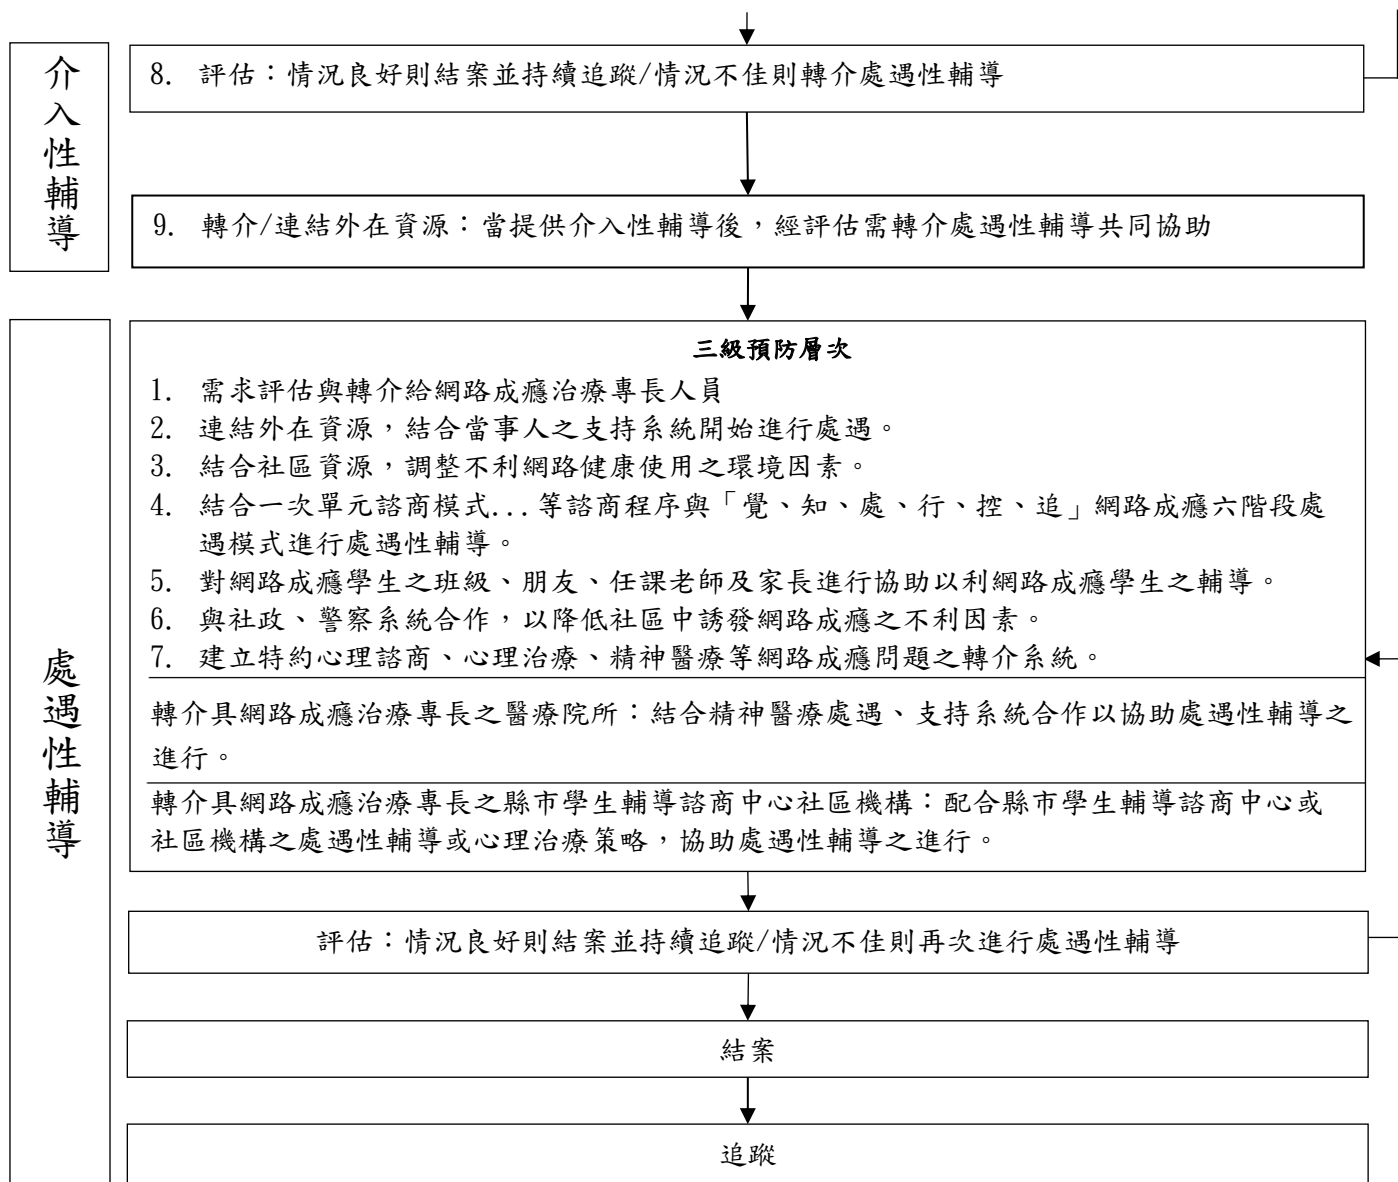 介入性輔導
8. 評估：情況良好則結案並持續追蹤/情況不佳則轉介處遇性輔導
9. 轉介/連結外在資源：當提供介入性輔導後，經評估需轉介處遇性輔導共同協助
處遇性輔導
三級預防層次
1. 需求評估與轉介給網路成癮治療專長人員
2. 連結外在資源，結合當事人之支持系統開始進行處遇。
3. 結合社區資源，調整不利網路健康使用之環境因素。
4. 結合一次單元諮商模式...等諮商程序與「覺、知、處、行、控、追」網路成癮六階段處
遇模式進行處遇性輔導。
5. 對網路成癮學生之班級、朋友、任課老師及家長進行協助以利網路成癮學生之輔導。
6. 與社政、警察系統合作，以降低社區中誘發網路成癮之不利因素。
7. 建立特約心理諮商、心理治療、精神醫療等網路成癮問題之轉介系統。
轉介具網路成癮治療專長之醫療院所：結合精神醫療處遇、支持系統合作以協助處遇性輔導之
進行。
轉介具網路成癮治療專長之縣市學生輔導諮商中心社區機構：配合縣市學生輔導諮商中心或
社區機構之處遇性輔導或心理治療策略，協助處遇性輔導之進行。
評估：情況良好則結案並持續追蹤/情況不佳則再次進行處遇性輔導
結案
追蹤